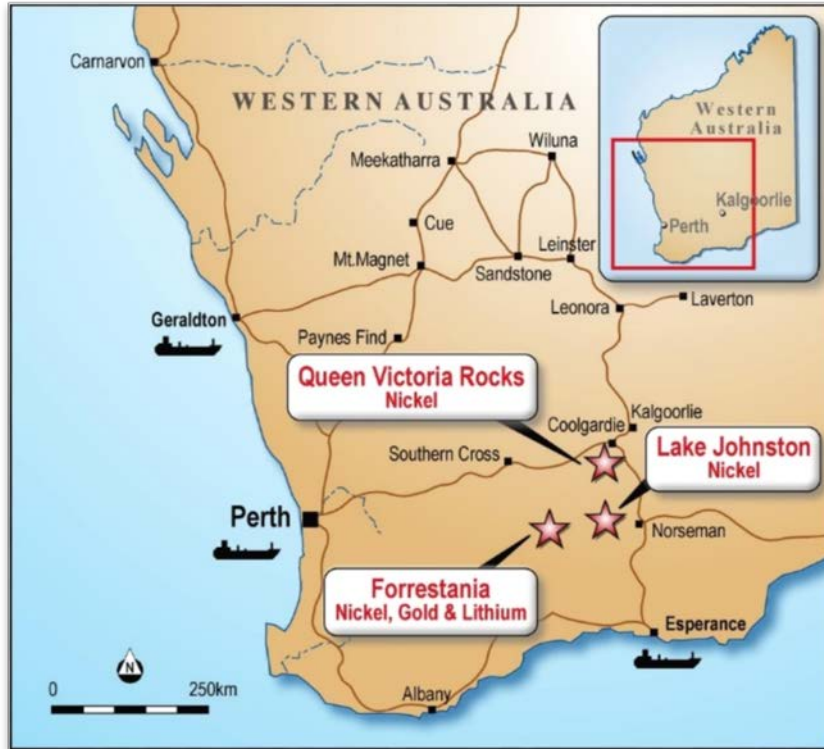 Carnarvon
WESTERN AUSTRALIA
Western
Australia
Kalgoorlie
Perth
Wiluna
Meekatharra
Cue
Leinster
Mt.Magnet
Sandstone
Laverton
Leonora
Geraldton
Paynes Find
Queen Victoria Rocks
Nickel
Kalgoorlie
Coolgardie
Lake Johnston
Nickel
Southern Cross
Perth
Norseman
Forrestania
Nickel, Gold & Lithium
Esperance
N
0 250km
Albany